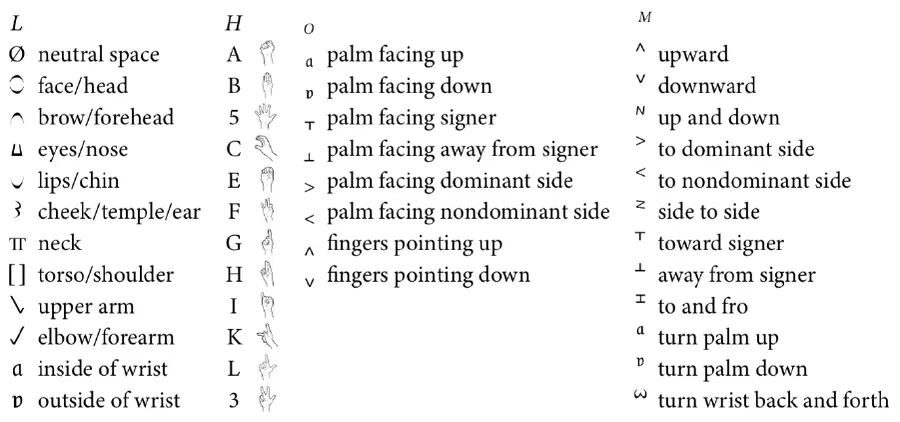 L H O M
Ø neutral space A ɑ palm facing up ^ upward
face/head B ɒ palm facing down ˅ downward
brow/forehead 5 ⊤ palm facing signer N up and down
eyes/nose C ⊥ palm facing away from signer > to dominant side
lips/chin E > palm facing dominant side < to nondominant side
cheek/temple/ear F < palm facing nondominant side z side to side
neck G ^ fingers pointing up ⊤ toward signer
[ ] torso/shoulder H ˅ fingers pointing down ⊥ away from signer
\ upper arm I ⌶ to and fro
✓ elbow/forearm K ɑ turn palm up
ɑ inside of wrist L ɒ turn palm down
ɒ outside of wrist 3 ω turn wrist back and forth